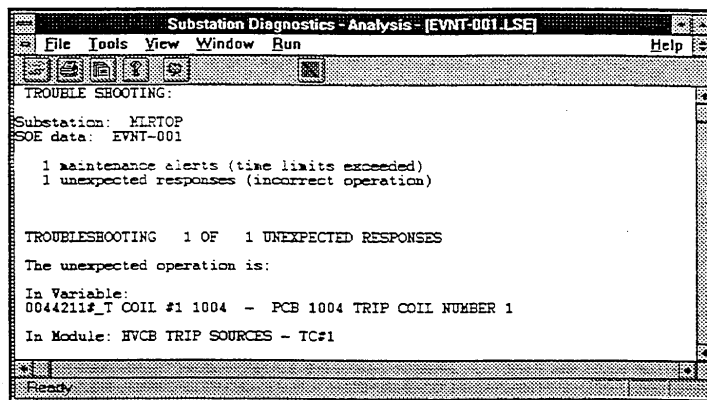 Substation Diagnostics - Analysis - [EVNT-001.LSE]
File Tools View Window Run Help
TROUBLE SHOOTING:
Substation: MLRTOP
SOE data: EVNT-001
1 maintenance alerts (time limits exceeded)
1 unexpected responses (incorrect operation)
TROUBLESHOOTING 1 OF 1 UNEXPECTED RESPONSES
The unexpected operation is:
In Variable:
0044211#_T COIL #1 1004 - PCB 1004 TRIP COIL NUMBER 1
In Module: HVCB TRIP SOURCES - TC#1
Ready